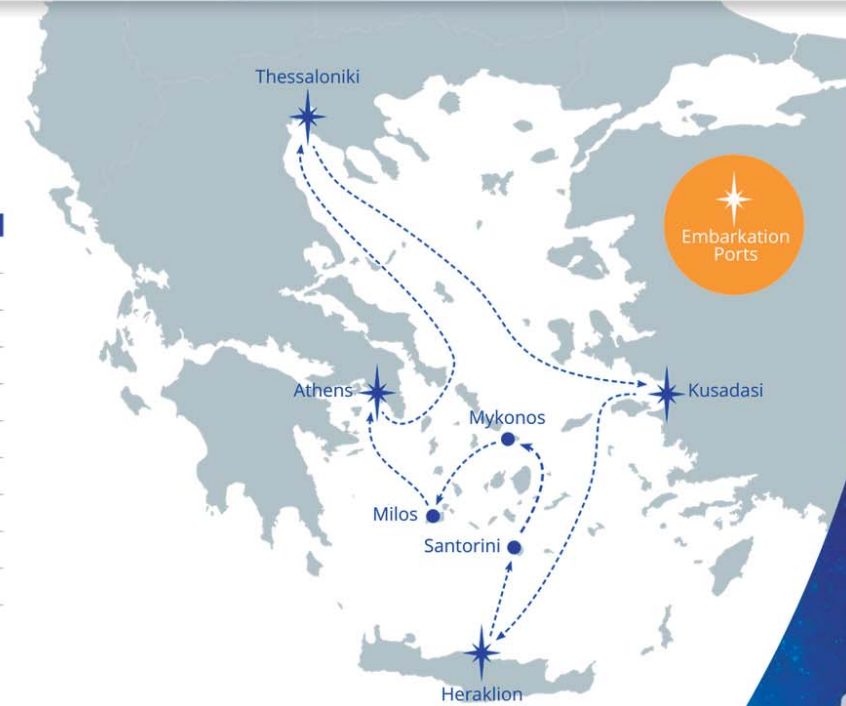 Thessaloniki
Embarkation
Ports
Athens
Kusadasi
Mykonos
Milos
Santorini
Heraklion